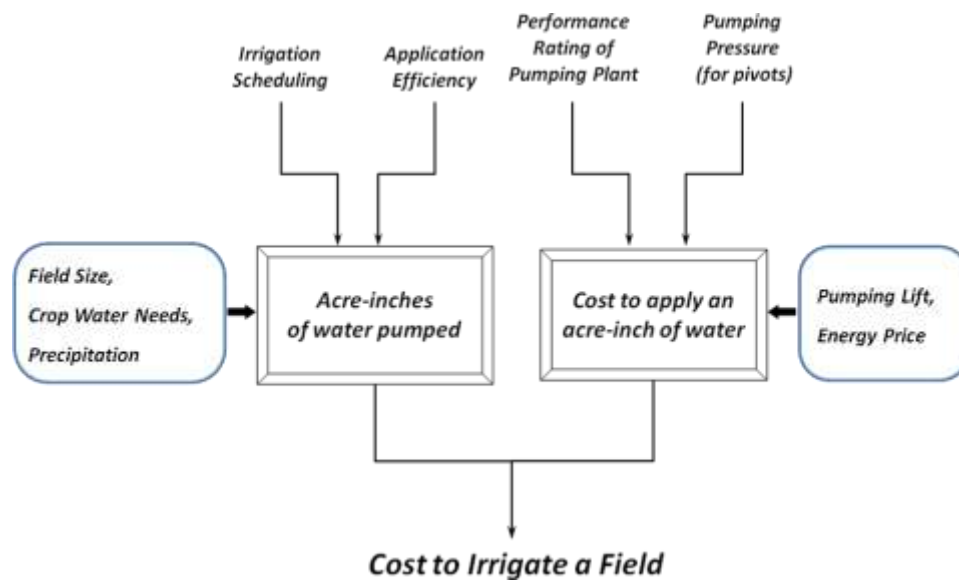 Irrigation
Scheduling
Application
Efficiency
Performance
Rating of
Pumping Plant
Pumping
Pressure
(for pivots)
Field Size,
Crop Water Needs,
Precipitation
Acre-inches
of water pumped
Cost to apply an
acre-inch of water
Pumping Lift,
Energy Price
Cost to Irrigate a Field